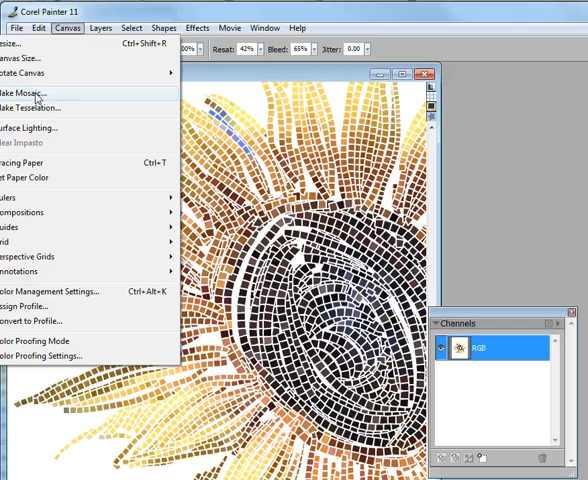 Corel Painter 11
File Edit Canvas Layers Select Shapes Effects Movie Window Help
00% Resat: 42% Bleed: 65% Jitter: 0.00
esize... Ctrl+Shift+R
anvas Size...
otate Canvas
ake Mosaic...
ake Tesselation...
urface Lighting...
lear Impasto
racing Paper Ctrl+T
et Paper Color
ulers
ompositions
uides
rid
erspective Grids
nnotations
olor Management Settings... Ctrl+Alt+K
ssign Profile...
onvert to Profile...
olor Proofing Mode
olor Proofing Settings...
Channels
RGB